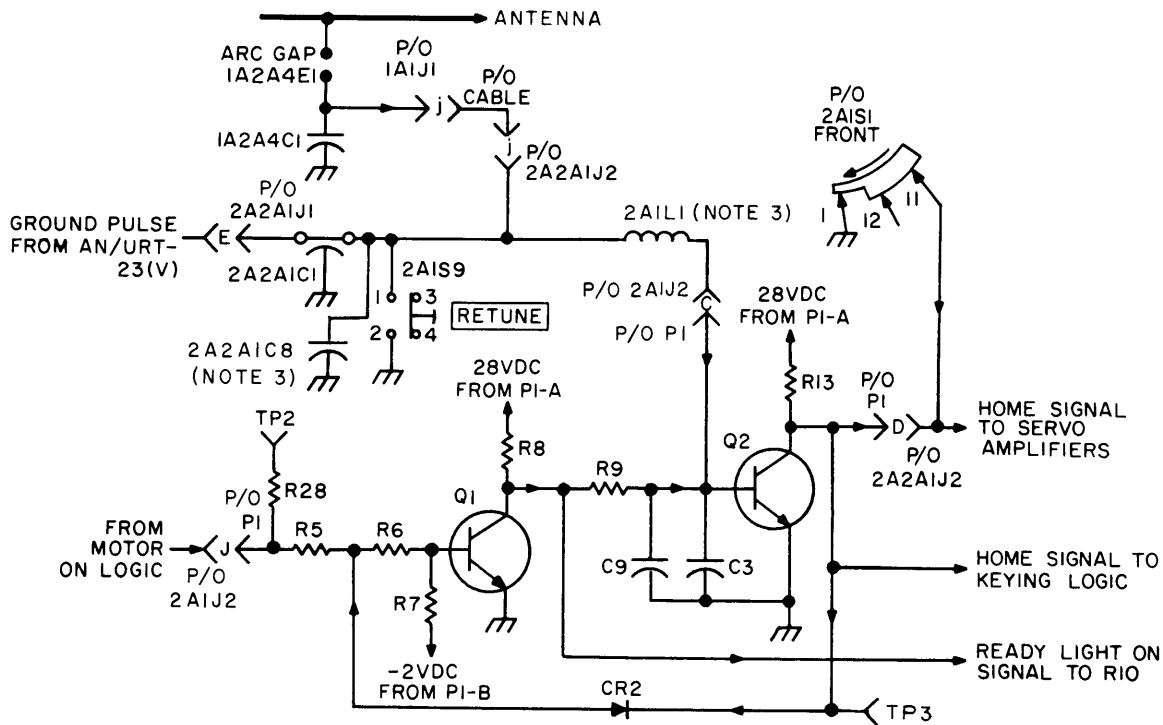 ANTENNA
ARC GAP
1A2A4E1
P/O
1A1J1
P/O
CABLE
j
j
1A2A4C1
P/O
2A2A1J2
P/O
2A1S1
FRONT
1
12
11
P/O
2A2A1J1
GROUND PULSE
FROM AN/URT-
23(V)
E
2A2A1C1
2A1L1 (NOTE 3)
2A1S9
1
3
2
4
RETUNE
P/O 2A1J2
C
P/O P1
28VDC
FROM P1-A
2A2A1C8
(NOTE 3)
28VDC
FROM P1-A
R13
P/O
P1
D
HOME SIGNAL
TO SERVO
AMPLIFIERS
P/O
2A2A1J2
TP2
R8
Q2
R28
P/O
P1
Q1
R9
FROM
MOTOR
ON LOGIC
J
R5
R6
P/O
2A1J2
R7
C9
C3
HOME SIGNAL TO
KEYING LOGIC
-2VDC
FROM P1-B
READY LIGHT ON
SIGNAL TO RIO
CR2
TP3